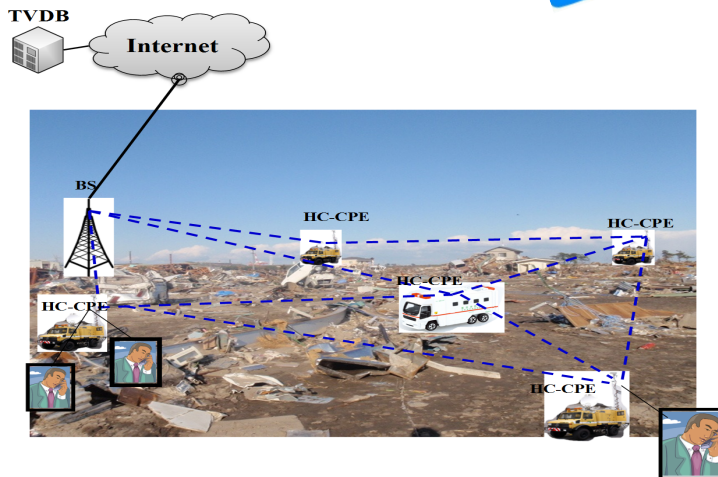 TVDB
Internet
BS
HC-CPE
HC-CPE
HC-CPE
HC-CPE
HC-CPE